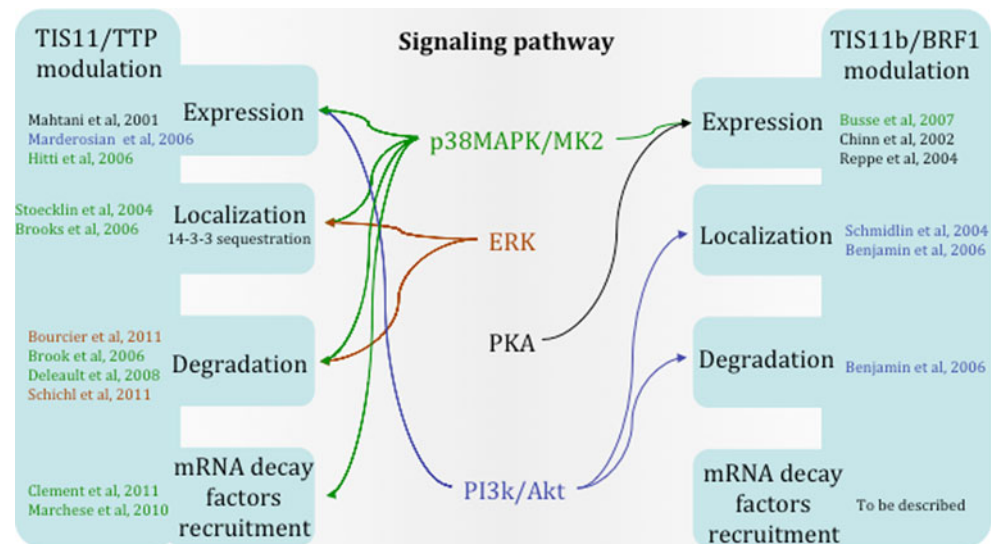 TIS11/TTP
modulation
Mahtani et al, 2001
Marderosian et al, 2006
Hitti et al, 2006
Expression
Stoecklin et al, 2004
Brooks et al, 2006
Localization
14-3-3 sequestration
Bourcier et al, 2011
Brook et al, 2006
Deleault et al, 2008
Schichl et al, 2011
Degradation
Clement et al, 2011
Marchese et al, 2010
mRNA decay
factors
recruitment
Signaling pathway
p38MAPK/MK2
ERK
PKA
PI3k/Akt
TIS11b/BRF1
modulation
Expression
Busse et al, 2007
Chinn et al, 2002
Reppe et al, 2004
Localization
Schmidlin et al, 2004
Benjamin et al, 2006
Degradation
Benjamin et al, 2006
mRNA decay
factors
recruitment
To be described